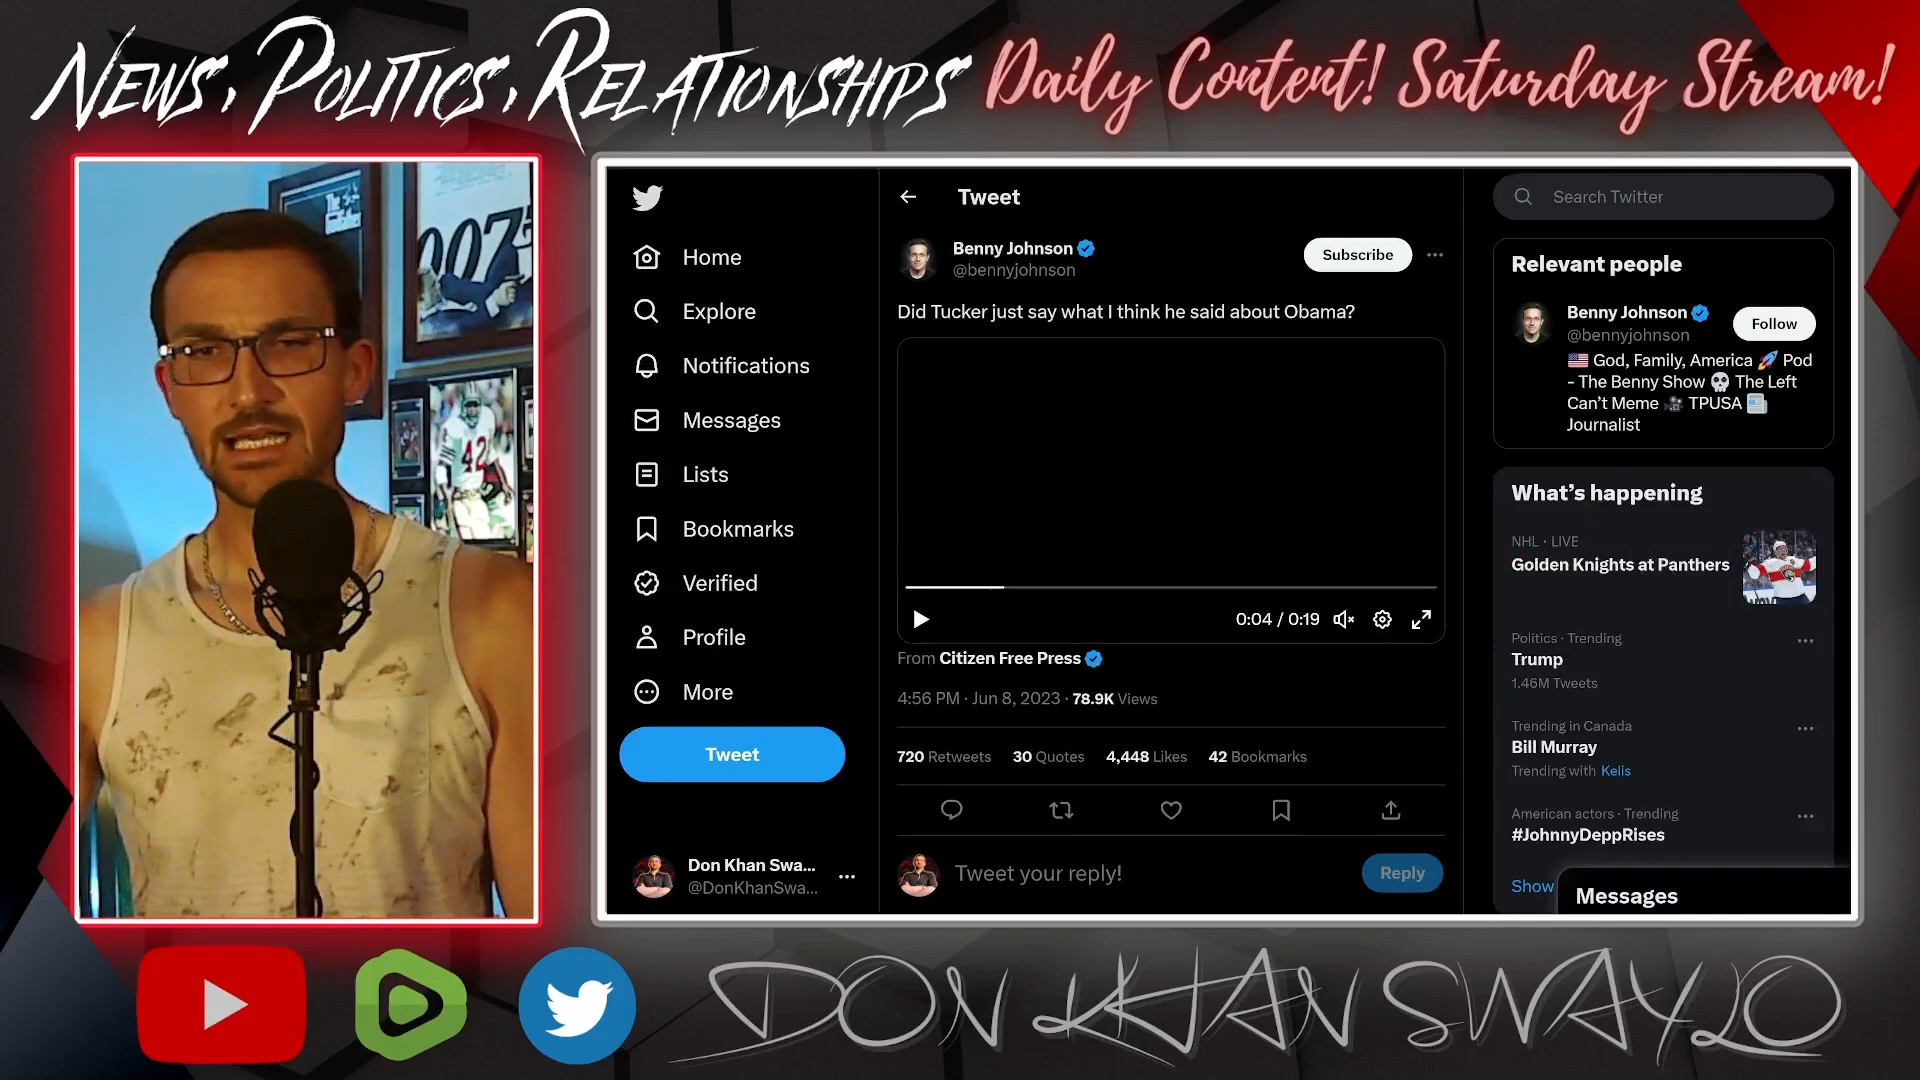 NEWS, POLITICS, RELATIONSHIPS
Daily Content! Saturday Stream!
007
42
Home
Explore
Notifications
Messages
Lists
Bookmarks
Verified
Profile
More
Tweet
Don Khan Swa...
@DonKhanSwa...
Tweet
Benny Johnson
@bennyjohnson
Subscribe
Did Tucker just say what I think he said about Obama?
0:04 / 0:19
From Citizen Free Press
4:56 PM · Jun 8, 2023 · 78.9K Views
720 Retweets 30 Quotes 4,448 Likes 42 Bookmarks
Tweet your reply!
Reply
Search Twitter
Relevant people
Benny Johnson
@bennyjohnson
Follow
🇺🇸 God, Family, America 🚀 Pod
- The Benny Show 💀 The Left
Can't Meme 🎥 TPUSA 📰
Journalist
What's happening
NHL · LIVE
Golden Knights at Panthers
Politics · Trending
Trump
1.46M Tweets
Trending in Canada
Bill Murray
Trending with Kelis
American actors · Trending
#JohnnyDeppRises
Show
Messages
DON KHAN SWAYLO